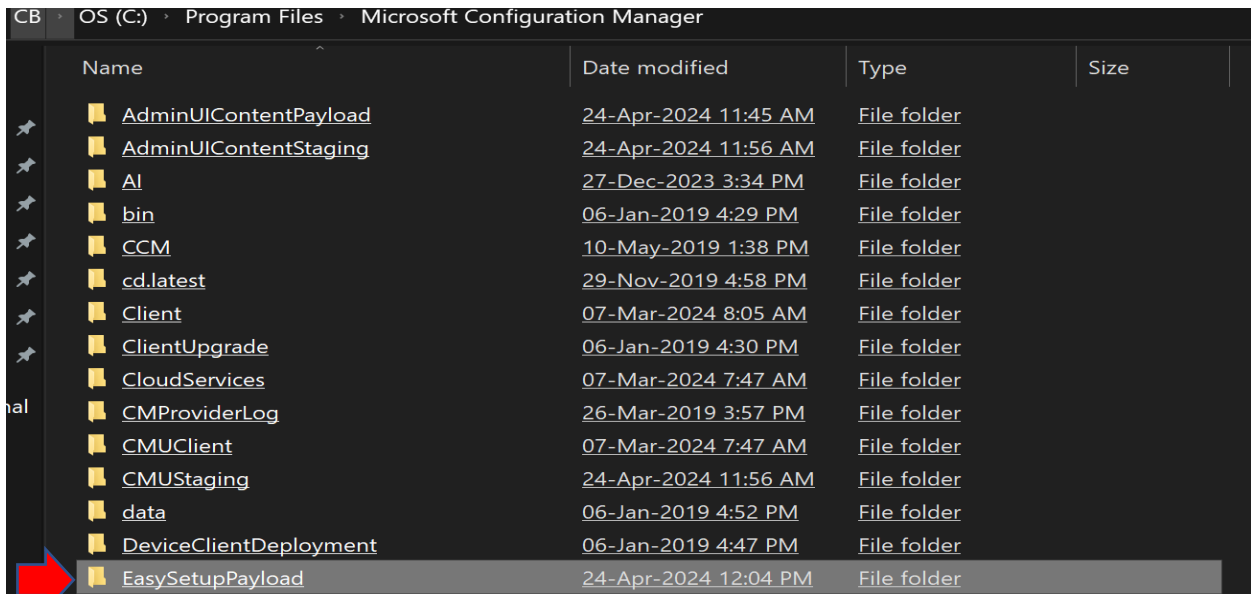 CB › OS (C:) › Program Files › Microsoft Configuration Manager
Name Date modified Type Size
AdminUIContentPayload 24-Apr-2024 11:45 AM File folder
AdminUIContentStaging 24-Apr-2024 11:56 AM File folder
AI 27-Dec-2023 3:34 PM File folder
bin 06-Jan-2019 4:29 PM File folder
CCM 10-May-2019 1:38 PM File folder
cd.latest 29-Nov-2019 4:58 PM File folder
Client 07-Mar-2024 8:05 AM File folder
ClientUpgrade 06-Jan-2019 4:30 PM File folder
CloudServices 07-Mar-2024 7:47 AM File folder
nal
CMProviderLog 26-Mar-2019 3:57 PM File folder
CMUClient 07-Mar-2024 7:47 AM File folder
CMUStaging 24-Apr-2024 11:56 AM File folder
data 06-Jan-2019 4:52 PM File folder
DeviceClientDeployment 06-Jan-2019 4:47 PM File folder
EasySetupPayload 24-Apr-2024 12:04 PM File folder